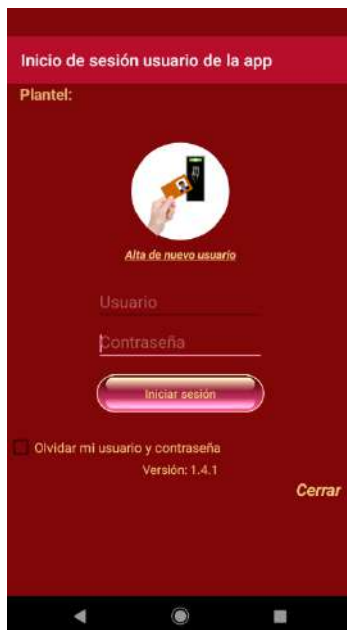 Inicio de sesión usuario de la app
Plantel:
Alta de nuevo usuario
Usuario
Contraseña
Iniciar sesión
Olvidar mi usuario y contraseña
Versión: 1.4.1
Cerrar